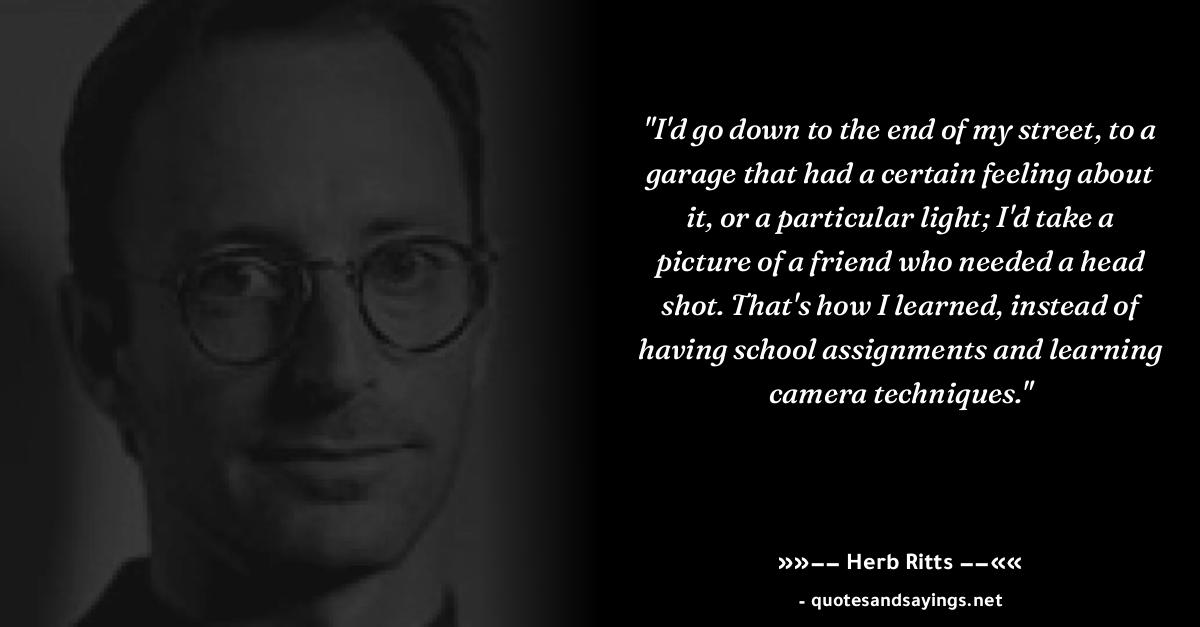 "I'd go down to the end of my street, to a
garage that had a certain feeling about
it, or a particular light; I'd take a
picture of a friend who needed a head
shot. That's how I learned, instead of
having school assignments and learning
camera techniques."
»»−− Herb Ritts −−««
- quotesandsayings.net